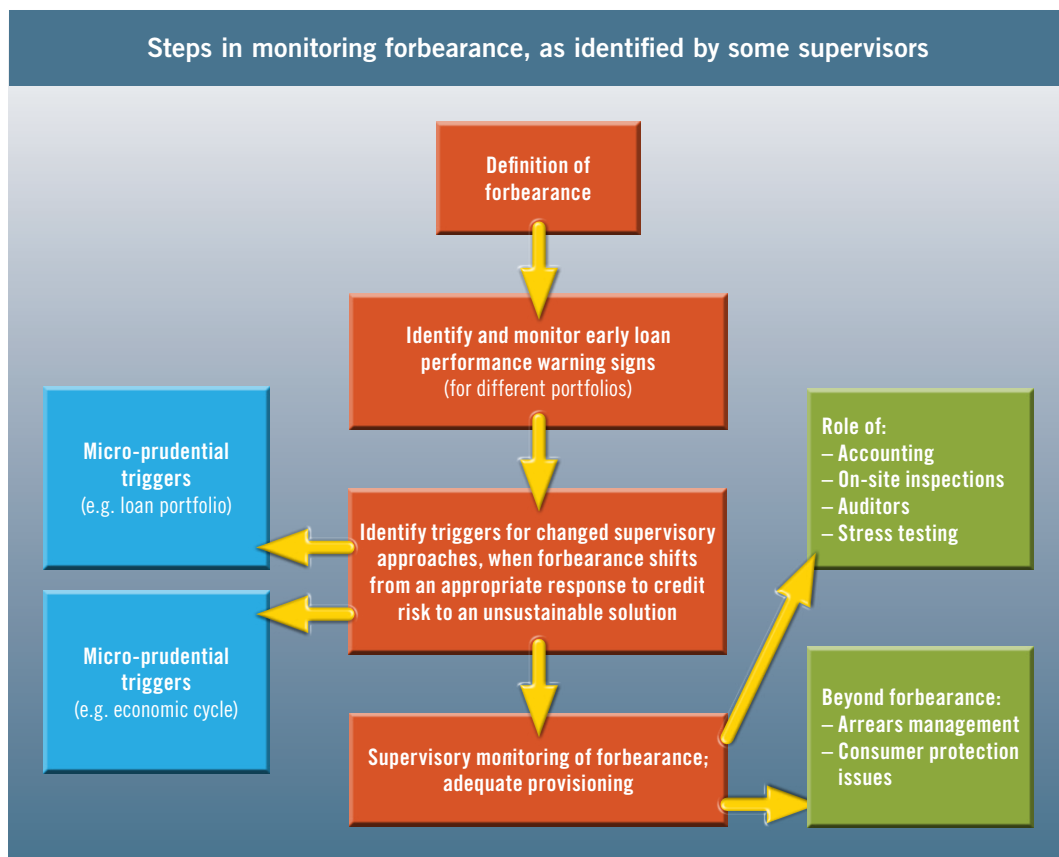 Steps in monitoring forbearance, as identified by some supervisors
Definition of
forbearance
Identify and monitor early loan
performance warning signs
(for different portfolios)
Micro-prudential
triggers
(e.g. loan portfolio)
Role of:
– Accounting
– On-site inspections
– Auditors
– Stress testing
Identify triggers for changed supervisory
approaches, when forbearance shifts
from an appropriate response to credit
risk to an unsustainable solution
Micro-prudential
triggers
(e.g. economic cycle)
Supervisory monitoring of forbearance;
adequate provisioning
Beyond forbearance:
– Arrears management
– Consumer protection
issues